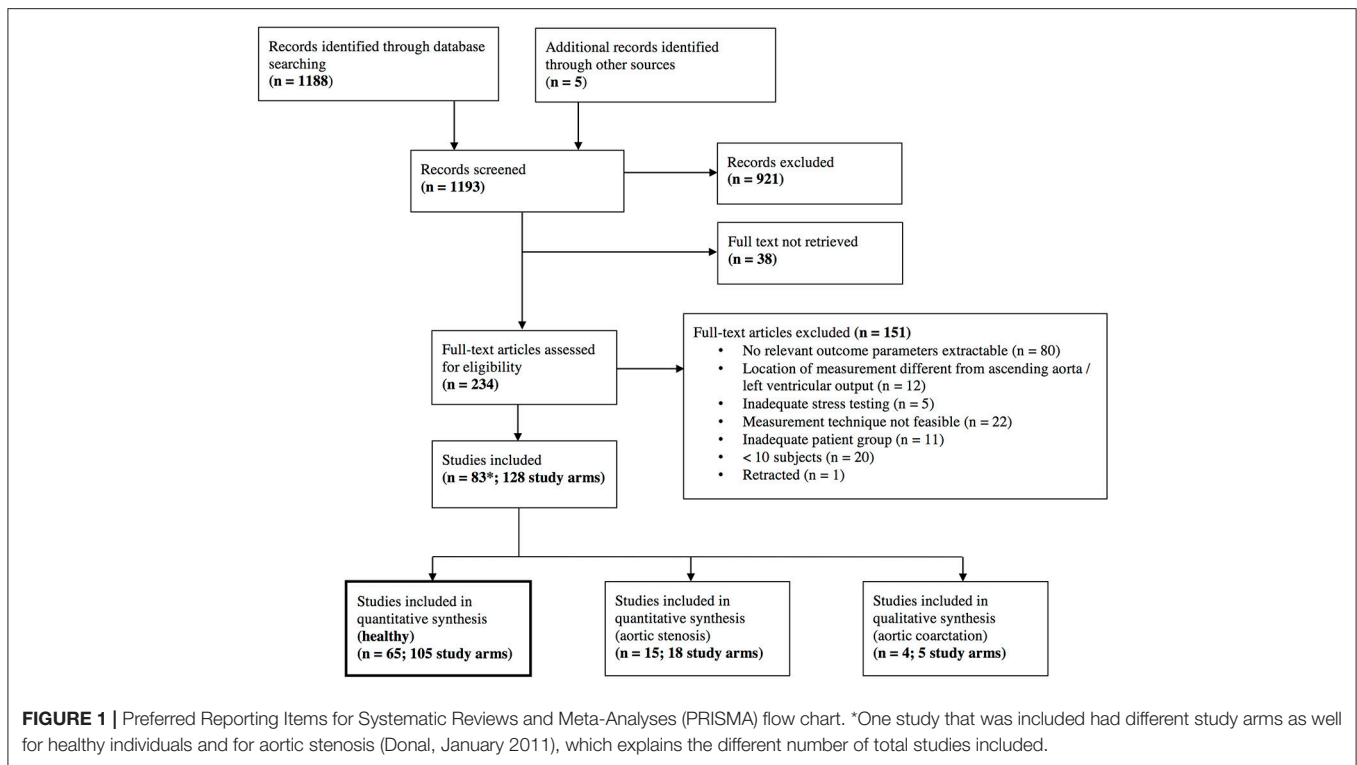 Records identified through database
searching
(n = 1188)
Additional records identified
through other sources
(n = 5)
Records screened
(n = 1193)
Records excluded
(n = 921)
Full text not retrieved
(n = 38)
Full-text articles assessed
for eligibility
(n = 234)
Full-text articles excluded (n = 151)
• No relevant outcome parameters extractable (n = 80)
• Location of measurement different from ascending aorta /
left ventricular output (n = 12)
• Inadequate stress testing (n = 5)
• Measurement technique not feasible (n = 22)
• Inadequate patient group (n = 11)
• < 10 subjects (n = 20)
• Retracted (n = 1)
Studies included
(n = 83*; 128 study arms)
Studies included in
quantitative synthesis
(healthy)
(n = 65; 105 study arms)
Studies included in
quantitative synthesis
(aortic stenosis)
(n = 15; 18 study arms)
Studies included in
qualitative synthesis
(aortic coarctation)
(n = 4; 5 study arms)
FIGURE 1 | Preferred Reporting Items for Systematic Reviews and Meta-Analyses (PRISMA) flow chart. *One study that was included had different study arms as well
for healthy individuals and for aortic stenosis (Donal, January 2011), which explains the different number of total studies included.